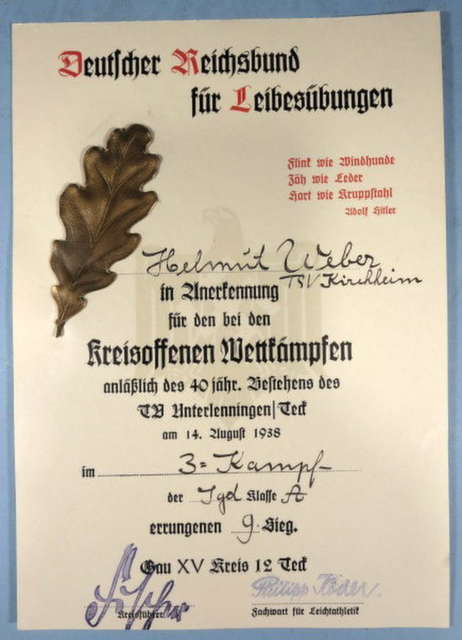 Deutscher Reichsbund
für Leibesübungen
Flink wie Windhunde
Zäh wie Leder
Hart wie Kruppstahl
Adolf Hitler
Helmut Weber
TSV Kirchheim
in Anerkennung
für den bei den
Kreisoffenen Wettkämpfen
anläßlich des 40 jähr. Bestehens des
TV Unterlenningen/Teck
am 14. August 1938
im 3=Kampf
der Jgd Klasse A
errungenen 9. Sieg.
Gau XV Kreis 12 Teck
Fischer Philipp Köder.
Kreisführer Fachwart für Leichtathletik